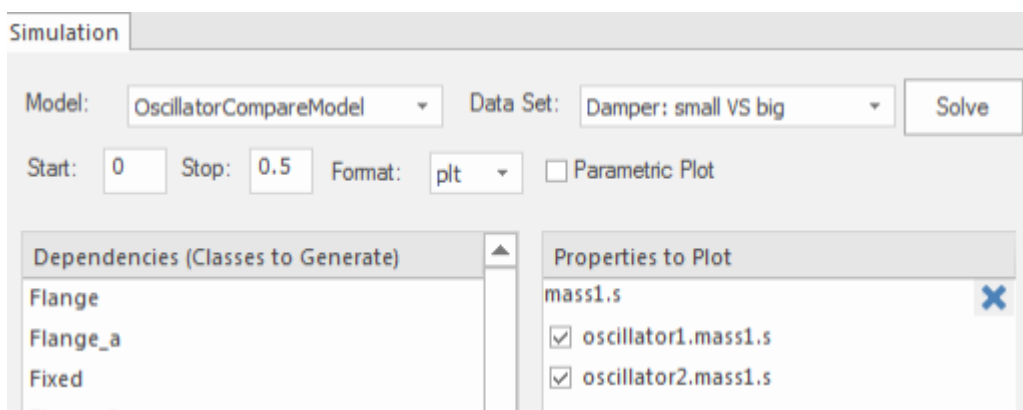 Simulation
Model: OscillatorCompareModel Data Set: Damper: small VS big Solve
Start: 0 Stop: 0.5 Format: plt Parametric Plot
Dependencies (Classes to Generate) Properties to Plot
Flange mass1.s
Flange_a oscillator1.mass1.s
Fixed oscillator2.mass1.s